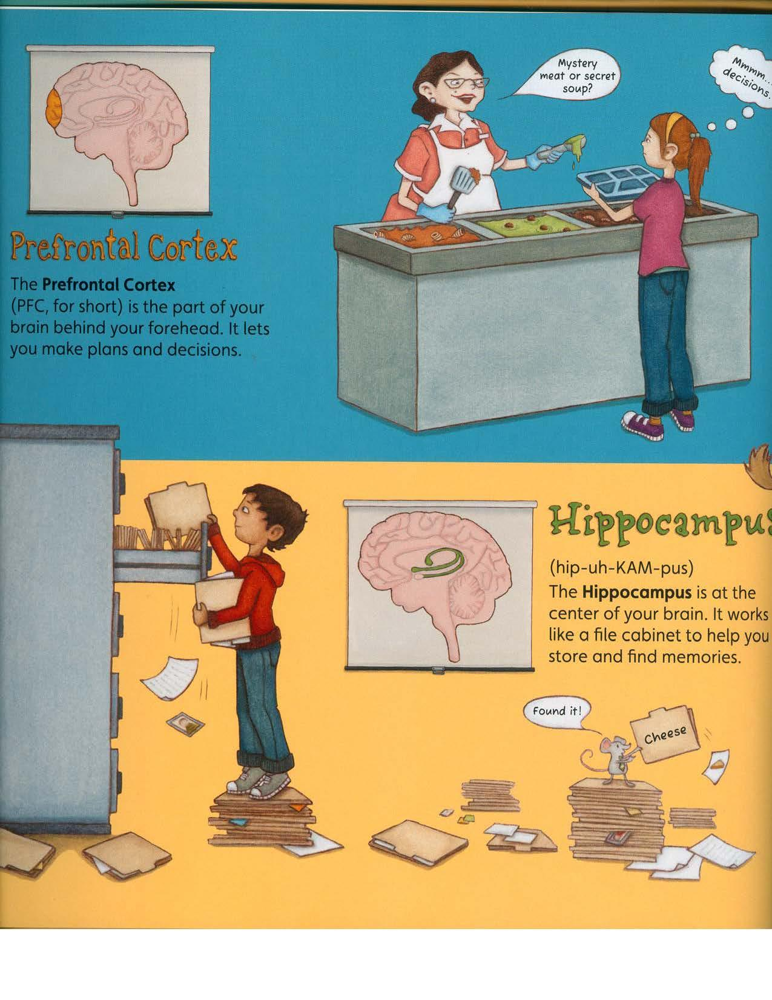 Mystery
meat or secret
soup?
Mmmm...
decisions.
Prefrontal Cortex
The Prefrontal Cortex
(PFC, for short) is the part of your
brain behind your forehead. It lets
you make plans and decisions.
Hippocampus
(hip-uh-KAM-pus)
The Hippocampus is at the
center of your brain. It works
like a file cabinet to help you
store and find memories.
Found it!
Cheese